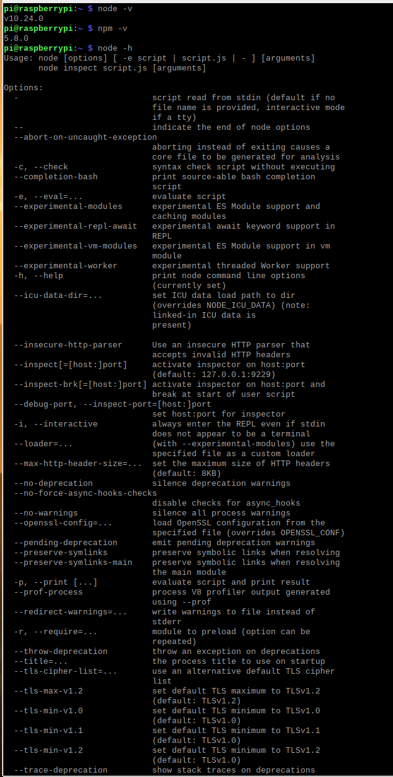 pi@raspberrypi:~ $ node -v
v10.24.0
pi@raspberrypi:~ $ npm -v
5.8.0
pi@raspberrypi:~ $ node -h
Usage: node [options] [ -e script | script.js | - ] [arguments]
       node inspect script.js [arguments]

Options:
  -                          script read from stdin (default if no
                             file name is provided, interactive mode
                             if a tty)
  --                         indicate the end of node options
  --abort-on-uncaught-exception
                             aborting instead of exiting causes a
                             core file to be generated for analysis
  -c, --check                syntax check script without executing
  --completion-bash          print source-able bash completion
                             script
  -e, --eval=...             evaluate script
  --experimental-modules     experimental ES Module support and
                             caching modules
  --experimental-repl-await  experimental await keyword support in
                             REPL
  --experimental-vm-modules  experimental ES Module support in vm
                             module
  --experimental-worker      experimental threaded Worker support
  -h, --help                 print node command line options
                             (currently set)
  --icu-data-dir=...         set ICU data load path to dir
                             (overrides NODE_ICU_DATA) (note:
                             linked-in ICU data is
                             present)

  --insecure-http-parser     Use an insecure HTTP parser that
                             accepts invalid HTTP headers
  --inspect[=[host:]port]    activate inspector on host:port
                             (default: 127.0.0.1:9229)
  --inspect-brk[=[host:]port] activate inspector on host:port and
                             break at start of user script
  --debug-port, --inspect-port=[host:]port
                             set host:port for inspector
  -i, --interactive          always enter the REPL even if stdin
                             does not appear to be a terminal
  --loader=...               (with --experimental-modules) use the
                             specified file as a custom loader
  --max-http-header-size=... set the maximum size of HTTP headers
                             (default: 8KB)
  --no-deprecation           silence deprecation warnings
  --no-force-async-hooks-checks
                             disable checks for async_hooks
  --no-warnings              silence all process warnings
  --openssl-config=...       load OpenSSL configuration from the
                             specified file (overrides OPENSSL_CONF)
  --pending-deprecation      emit pending deprecation warnings
  --preserve-symlinks        preserve symbolic links when resolving
  --preserve-symlinks-main   preserve symbolic links when resolving
                             the main module
  -p, --print [...]          evaluate script and print result
  --prof-process             process V8 profiler output generated
                             using --prof
  --redirect-warnings=...    write warnings to file instead of
                             stderr
  -r, --require=...          module to preload (option can be
                             repeated)
  --throw-deprecation        throw an exception on deprecations
  --title=...                the process title to use on startup
  --tls-cipher-list=...      use an alternative default TLS cipher
                             list
  --tls-max-v1.2             set default TLS maximum to TLSv1.2
                             (default: TLSv1.2)
  --tls-min-v1.0             set default TLS minimum to TLSv1.0
                             (default: TLSv1.0)
  --tls-min-v1.1             set default TLS minimum to TLSv1.1
                             (default: TLSv1.0)
  --tls-min-v1.2             set default TLS minimum to TLSv1.2
                             (default: TLSv1.0)
  --trace-deprecation        show stack traces on deprecations